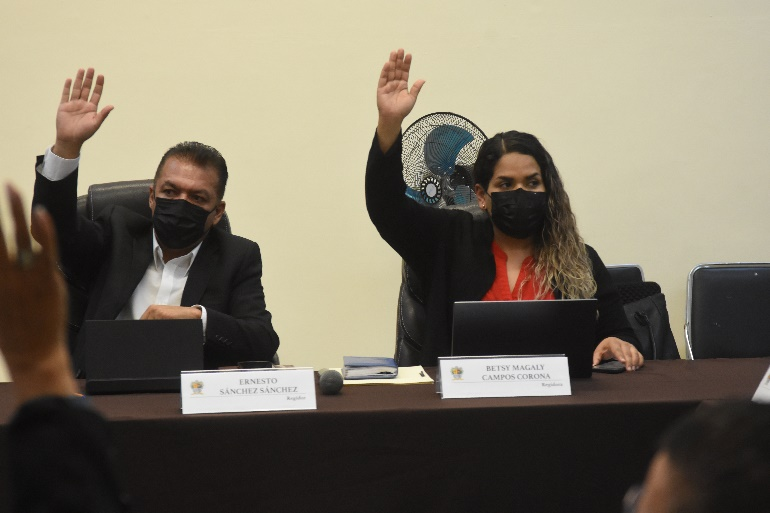 ERNESTO
SÁNCHEZ SÁNCHEZ
Regidor
BETSY MAGALY
CAMPOS CORONA
Regidora